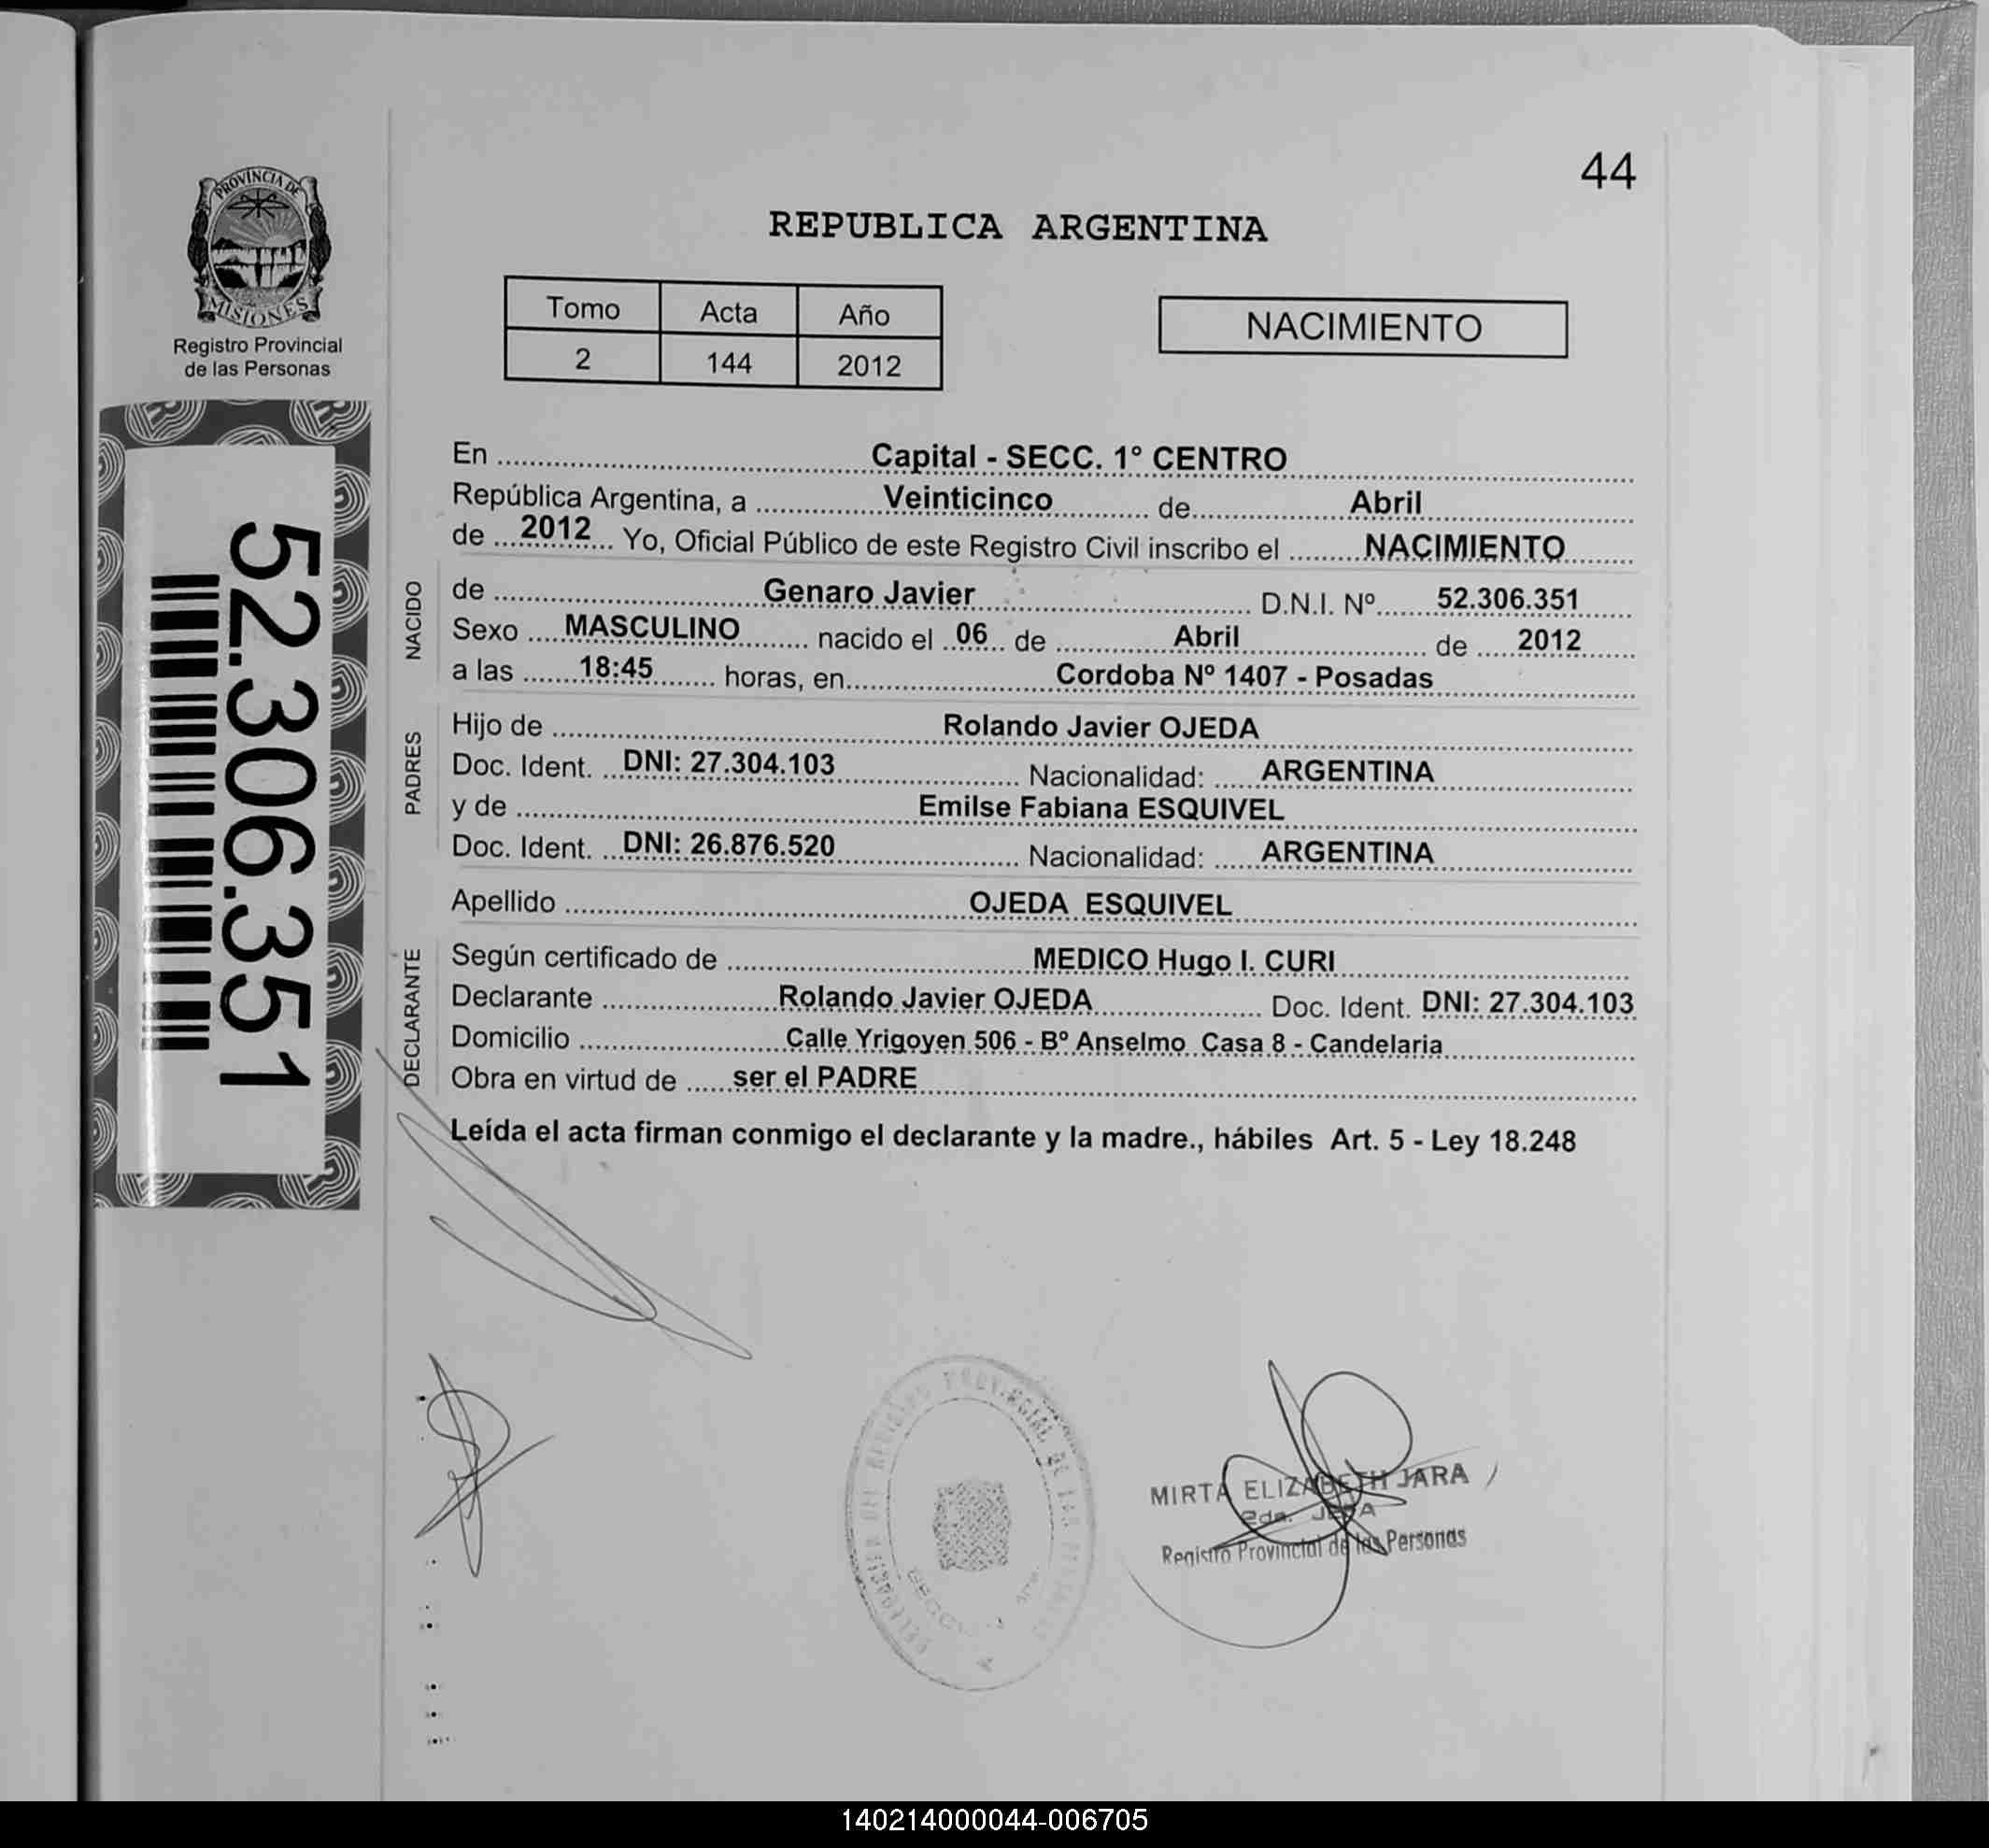 44
PROVINCIA DE
MISIONES
Registro Provincial
de las Personas
REPUBLICA ARGENTINA
Tomo Acta Año
2 144 2012
NACIMIENTO
52.306.351
En Capital - SECC. 1º CENTRO
República Argentina, a Veinticinco de Abril
de 2012 Yo, Oficial Público de este Registro Civil inscribo el NACIMIENTO
NACIDO
de Genaro Javier D.N.I. Nº 52.306.351
Sexo MASCULINO nacido el 06 de Abril de 2012
a las 18:45 horas, en Cordoba Nº 1407 - Posadas
PADRES
Hijo de Rolando Javier OJEDA
Doc. Ident. DNI: 27.304.103 Nacionalidad: ARGENTINA
y de Emilse Fabiana ESQUIVEL
Doc. Ident. DNI: 26.876.520 Nacionalidad: ARGENTINA
Apellido OJEDA ESQUIVEL
DECLARANTE
Según certificado de MEDICO Hugo I. CURI
Declarante Rolando Javier OJEDA Doc. Ident. DNI: 27.304.103
Domicilio Calle Yrigoyen 506 - Bº Anselmo Casa 8 - Candelaria
Obra en virtud de ser el PADRE
Leída el acta firman conmigo el declarante y la madre., hábiles Art. 5 - Ley 18.248
MIRTA ELIZABETH JARA
2da. JEFA
Registro Provincial de las Personas
140214000044-006705